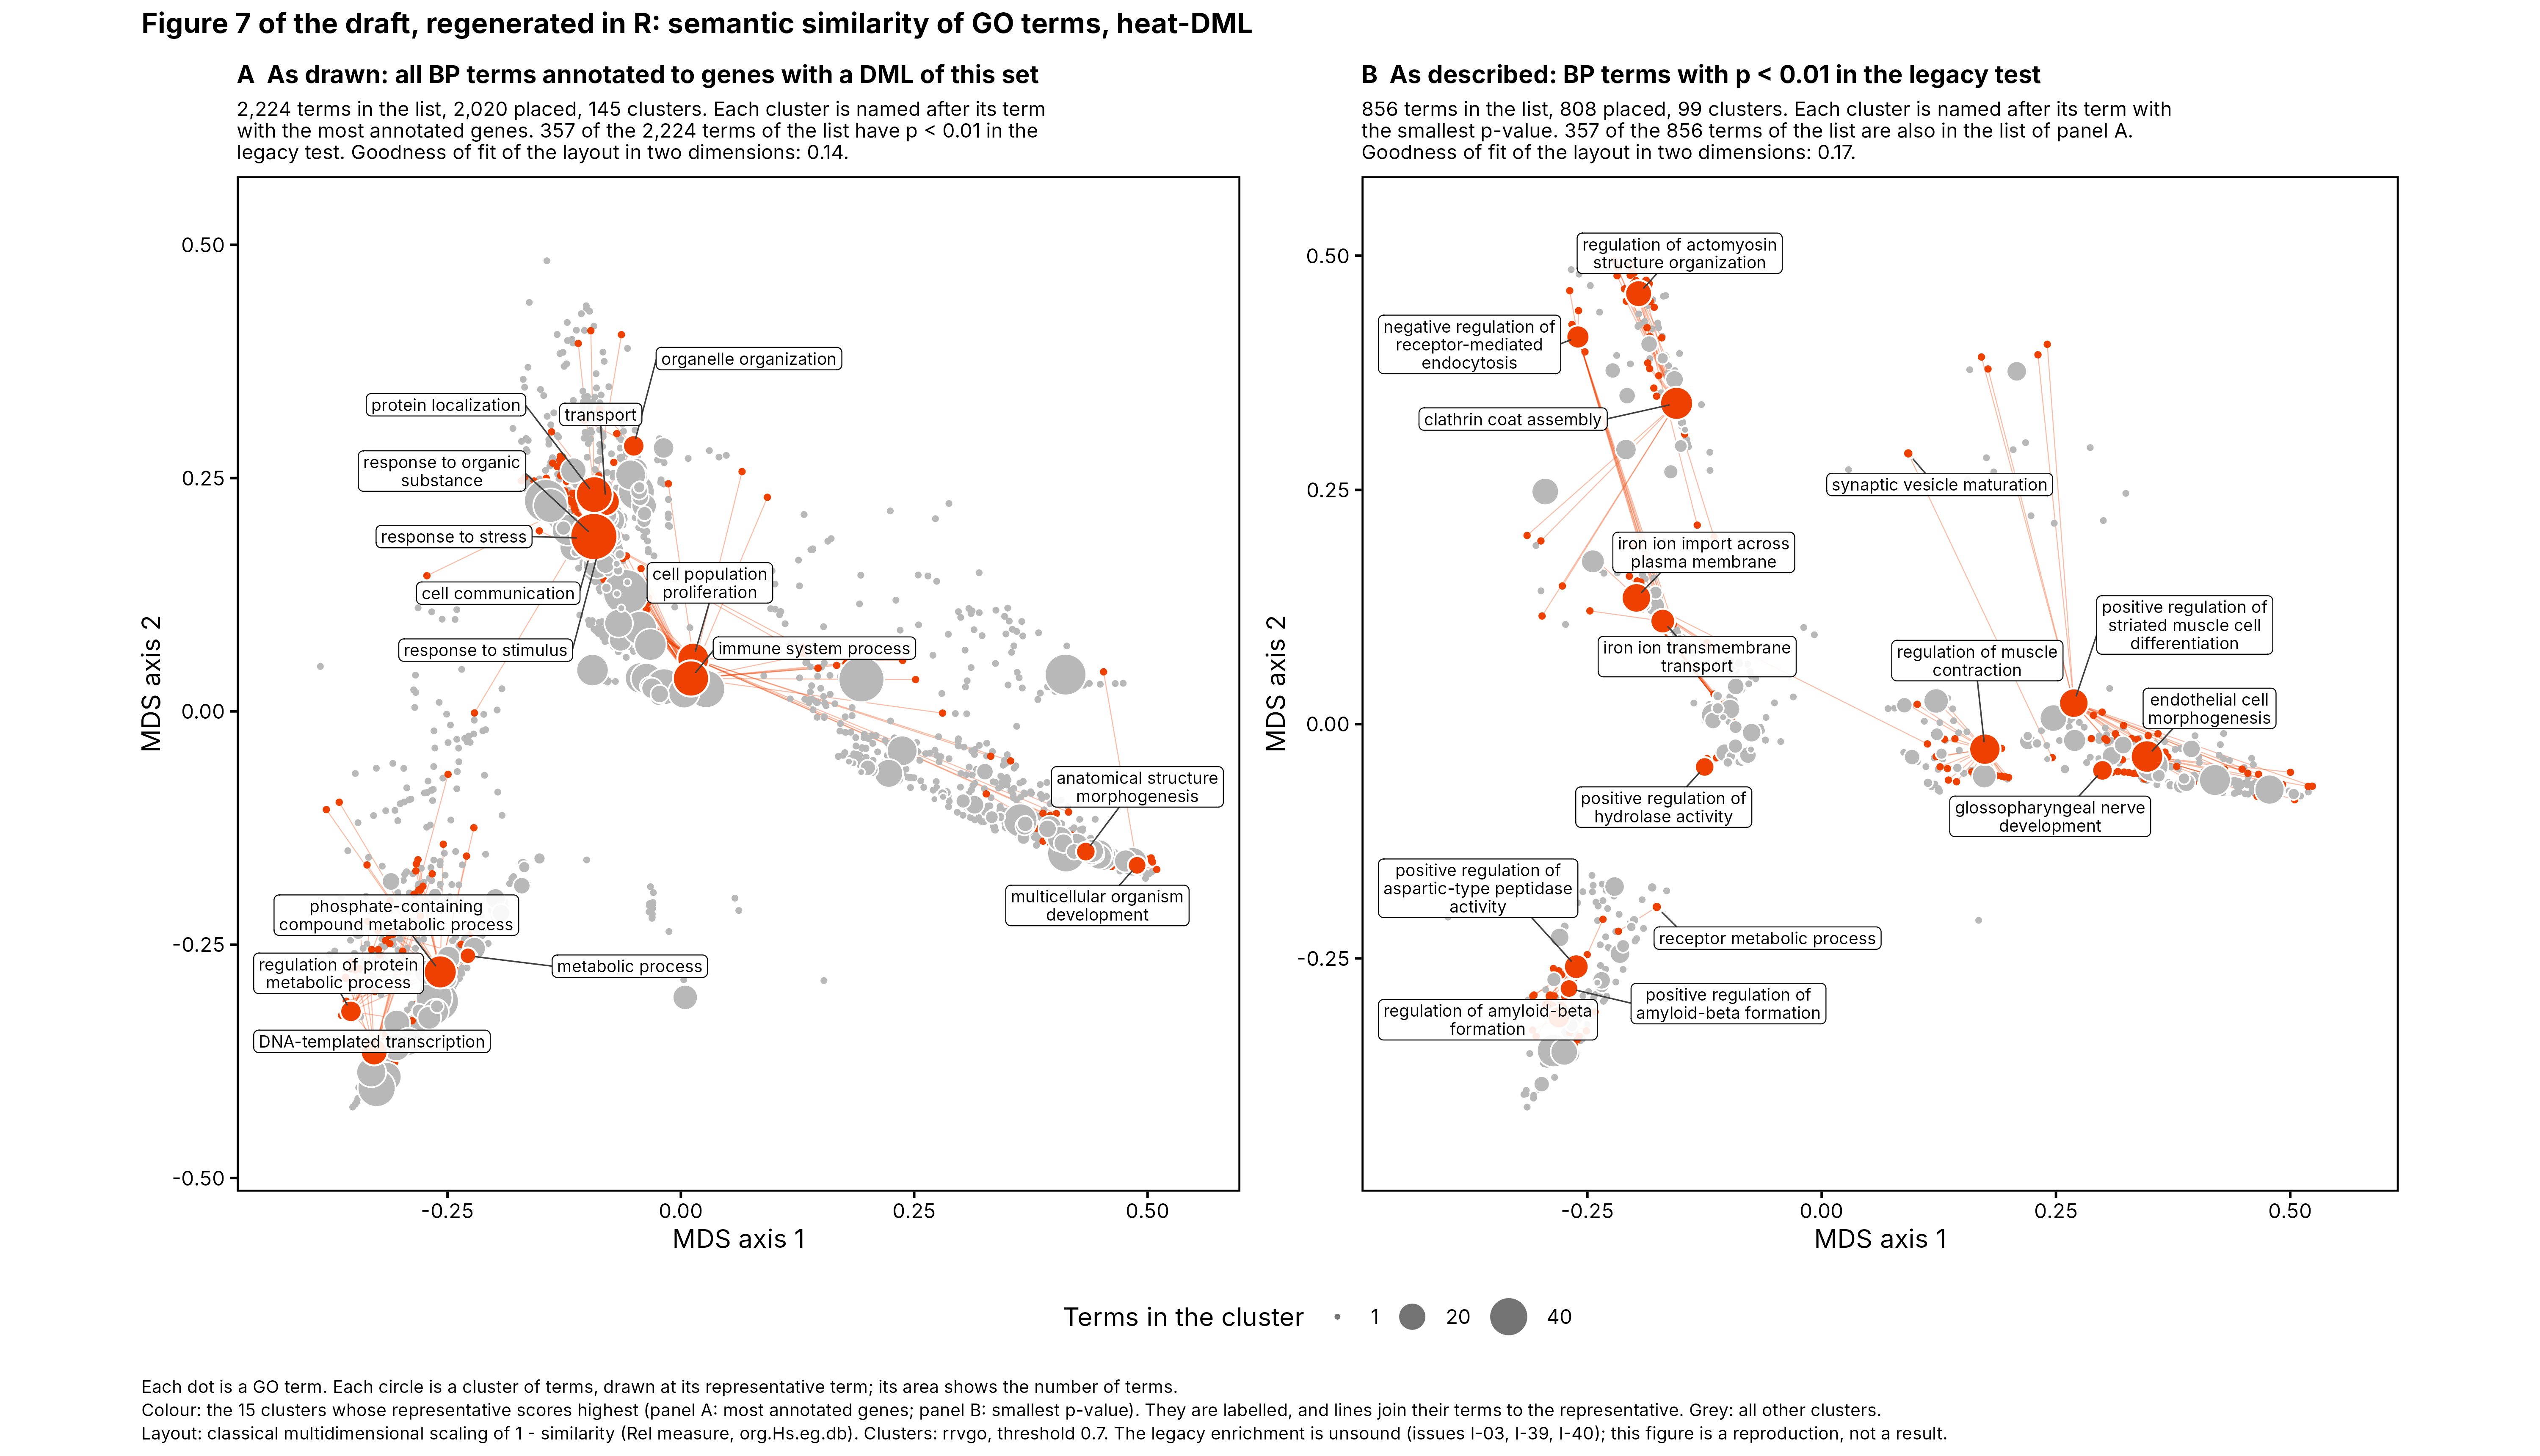 Figure 7 of the draft, regenerated in R: semantic similarity of GO terms, heat-DML
A  As drawn: all BP terms annotated to genes with a DML of this set
2,224 terms in the list, 2,020 placed, 145 clusters. Each cluster is named after its term
with the most annotated genes. 357 of the 2,224 terms of the list have p < 0.01 in the
legacy test. Goodness of fit of the layout in two dimensions: 0.14.
MDS axis 2
0.50
0.25
0.00
-0.25
-0.50
organelle organization
protein localization
transport
response to organic
substance
response to stress
cell population
proliferation
cell communication
response to stimulus
immune system process
anatomical structure
morphogenesis
multicellular organism
development
phosphate-containing
compound metabolic process
regulation of protein
metabolic process
metabolic process
DNA-templated transcription
-0.25
0.00
0.25
0.50
MDS axis 1
B  As described: BP terms with p < 0.01 in the legacy test
856 terms in the list, 808 placed, 99 clusters. Each cluster is named after its term with
the smallest p-value. 357 of the 856 terms of the list are also in the list of panel A.
Goodness of fit of the layout in two dimensions: 0.17.
MDS axis 2
0.50
0.25
0.00
-0.25
regulation of actomyosin
structure organization
negative regulation of
receptor-mediated
endocytosis
clathrin coat assembly
synaptic vesicle maturation
iron ion import across
plasma membrane
iron ion transmembrane
transport
positive regulation of
striated muscle cell
differentiation
regulation of muscle
contraction
endothelial cell
morphogenesis
positive regulation of
hydrolase activity
glossopharyngeal nerve
development
positive regulation of
aspartic-type peptidase
activity
receptor metabolic process
positive regulation of
amyloid-beta formation
regulation of amyloid-beta
formation
-0.25
0.00
0.25
0.50
MDS axis 1
Terms in the cluster 1 20 40
Each dot is a GO term. Each circle is a cluster of terms, drawn at its representative term; its area shows the number of terms.
Colour: the 15 clusters whose representative scores highest (panel A: most annotated genes; panel B: smallest p-value). They are labelled, and lines join their terms to the representative. Grey: all other clusters.
Layout: classical multidimensional scaling of 1 - similarity (Rel measure, org.Hs.eg.db). Clusters: rrvgo, threshold 0.7. The legacy enrichment is unsound (issues I-03, I-39, I-40); this figure is a reproduction, not a result.